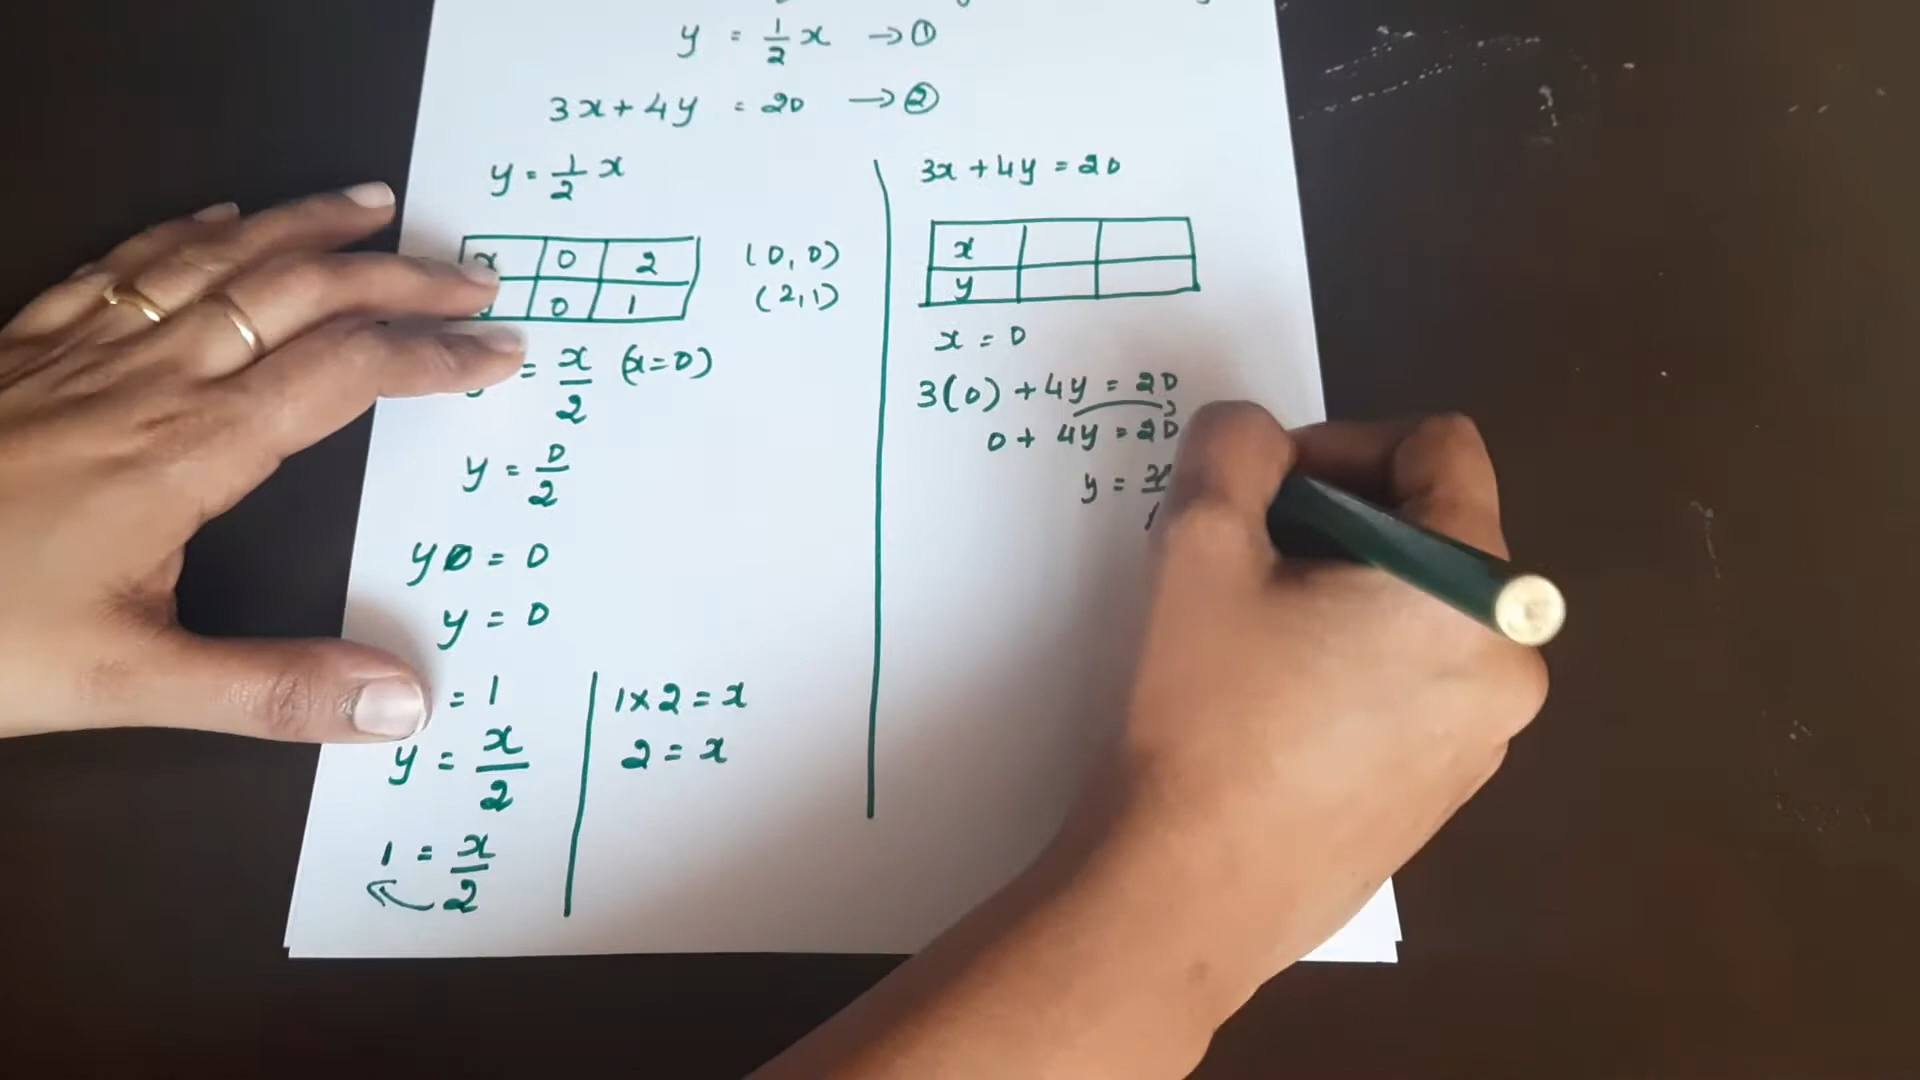 y = 1/2 x → ①
3x + 4y = 20 → ②
y = 1/2 x
x 0 2
0 1
(0, 0)
(2, 1)
= x/2 (x=0)
y = 0/2
y = 0
y = 0
= 1
y = x/2
1 = x/2
1 × 2 = x
2 = x
3x + 4y = 20
x
y
x = 0
3(0) + 4y = 20
0 + 4y = 20
y =